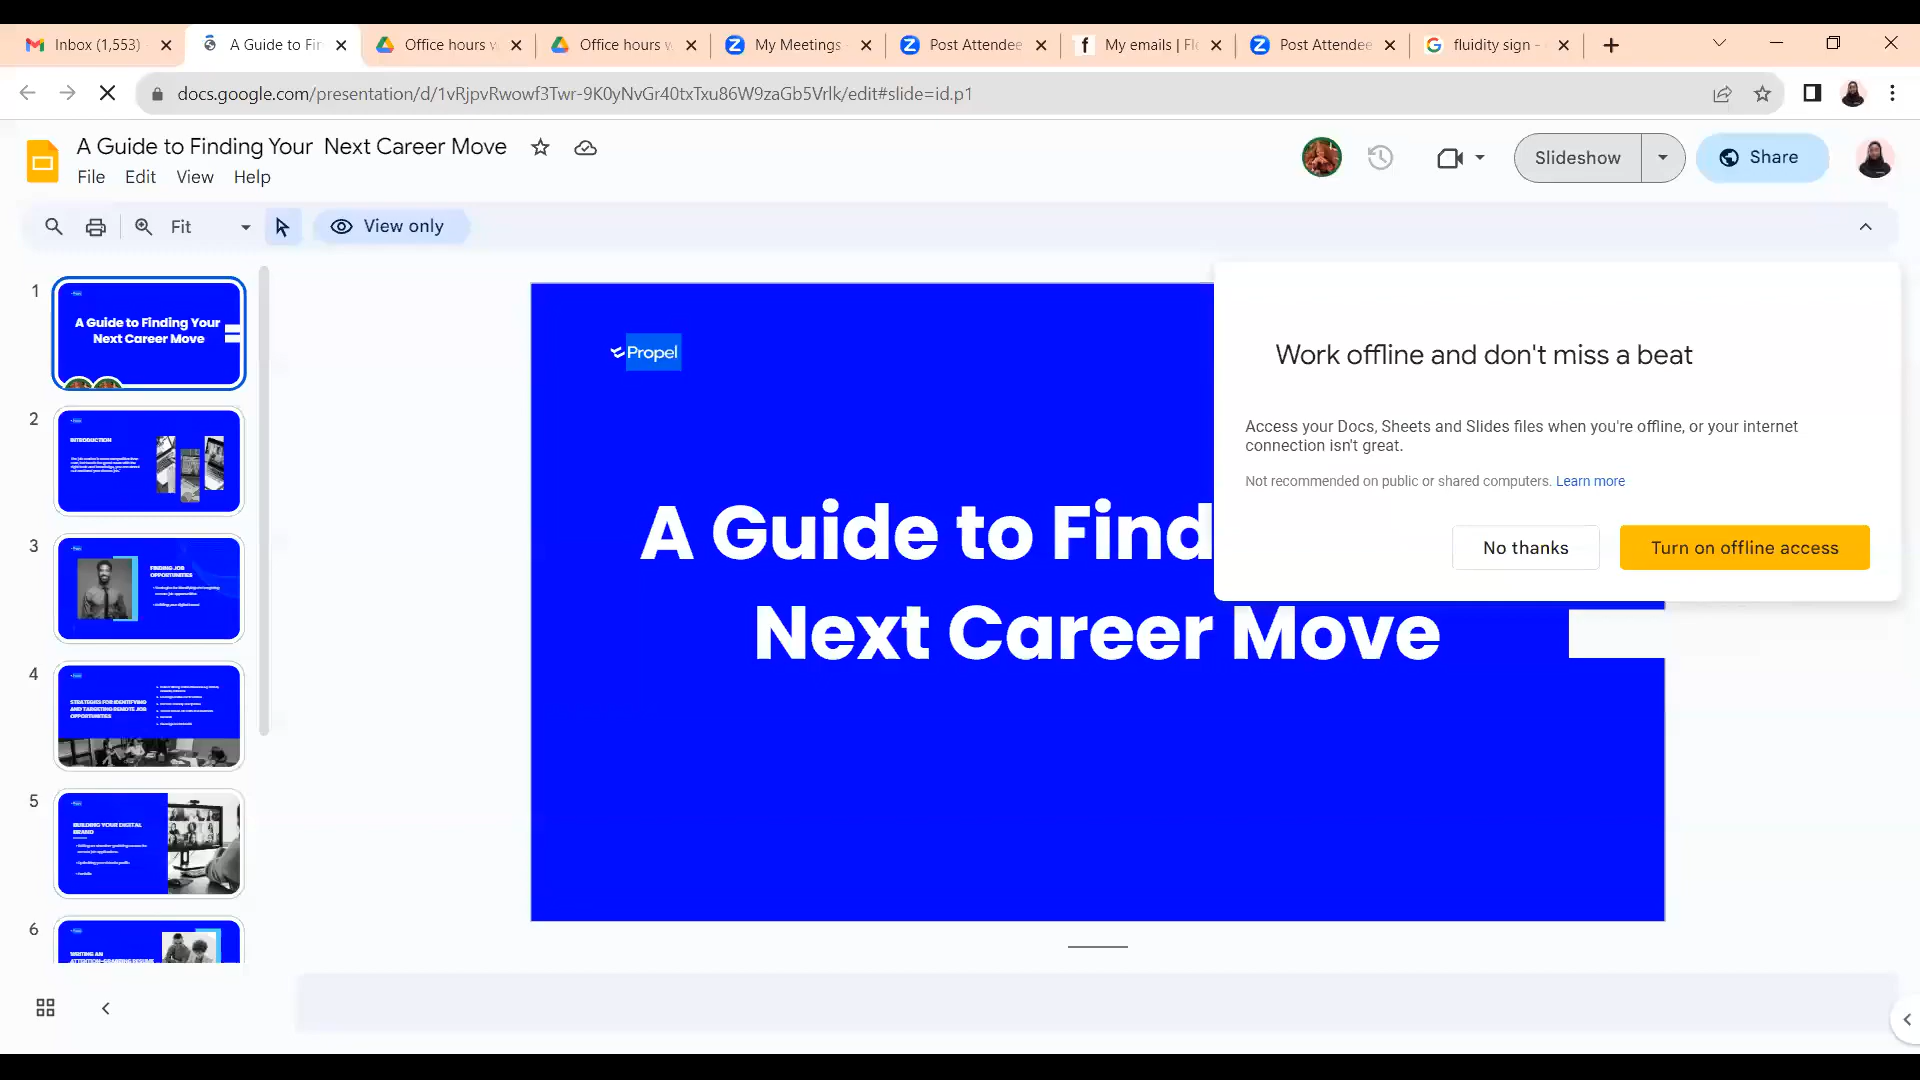 Inbox (1,553)
A Guide to Fin
Office hours w
Office hours w
My Meetings
Post Attendee
My emails | Fl
Post Attendee
fluidity sign -
docs.google.com/presentation/d/1vRjpvRwowf3Twr-9K0yNvGr40txTxu86W9zaGb5Vrlk/edit#slide=id.p1
A Guide to Finding Your Next Career Move
File Edit View Help
Slideshow
Share
Fit
View only
1
A Guide to Finding Your
Next Career Move
2
INTRODUCTION
3
FINDING JOB
OPPORTUNITIES
4
STRATEGIES FOR IDENTIFYING
AND TARGETING REMOTE JOB
OPPORTUNITIES
5
BUILDING YOUR DIGITAL
BRAND
6
WRITING AN
ATTENTION-GRABBING RESUME
Propel
A Guide to Find
Next Career Move
Work offline and don't miss a beat
Access your Docs, Sheets and Slides files when you're offline, or your internet
connection isn't great.
Not recommended on public or shared computers. Learn more
No thanks
Turn on offline access